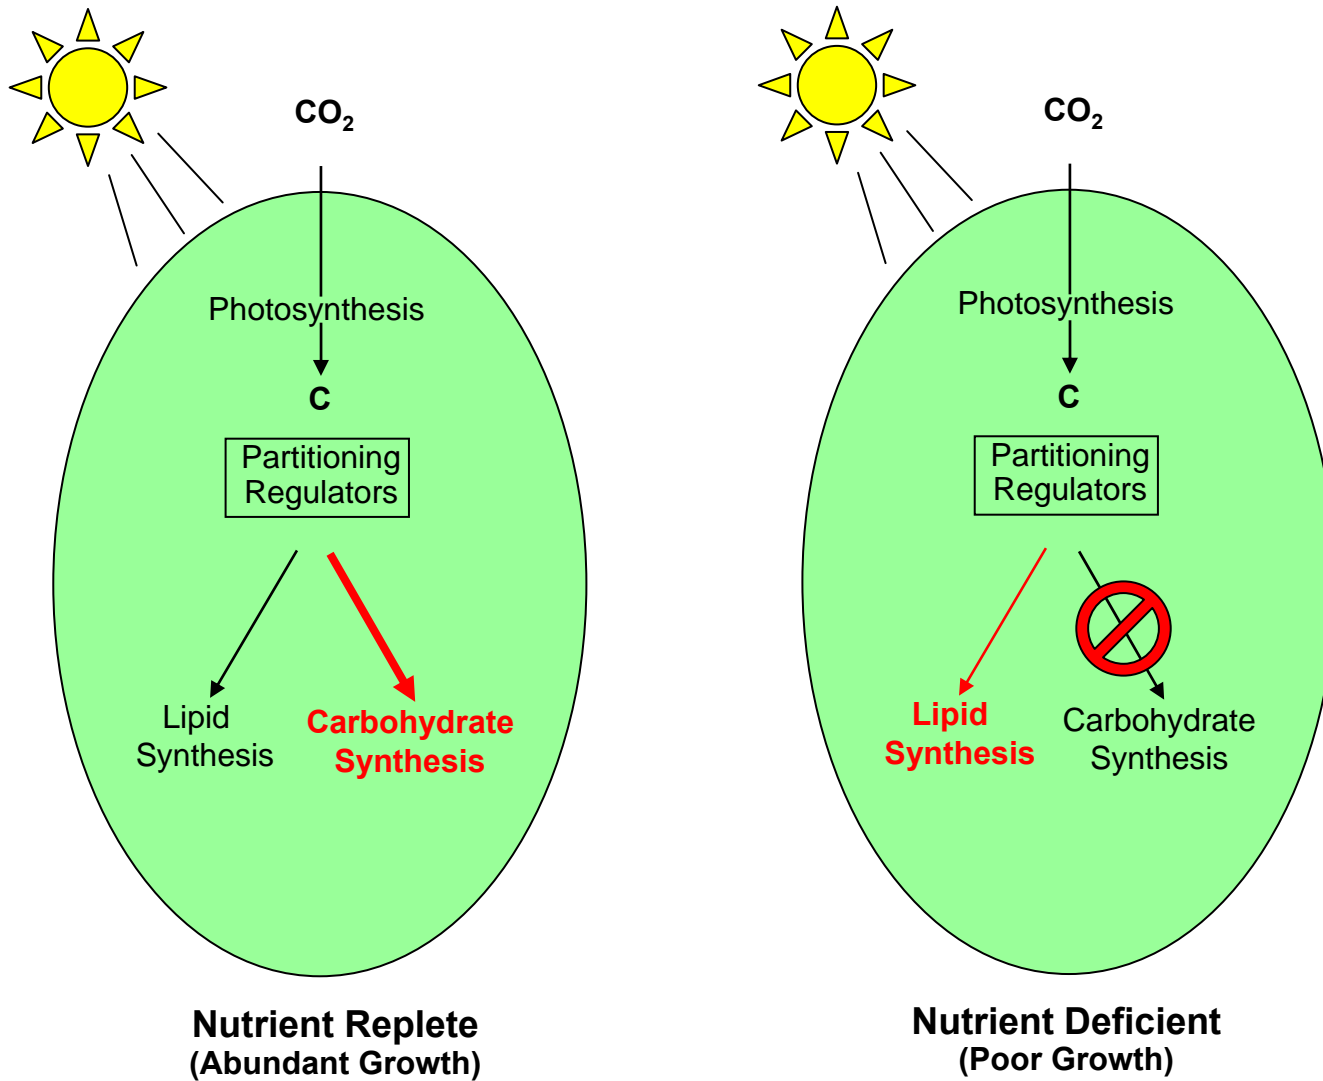 CO₂
Photosynthesis
C
Partitioning
Regulators
Lipid
Synthesis
Carbohydrate
Synthesis
Nutrient Replete
(Abundant Growth)
CO₂
Photosynthesis
C
Partitioning
Regulators
Lipid
Synthesis
Carbohydrate
Synthesis
Nutrient Deficient
(Poor Growth)